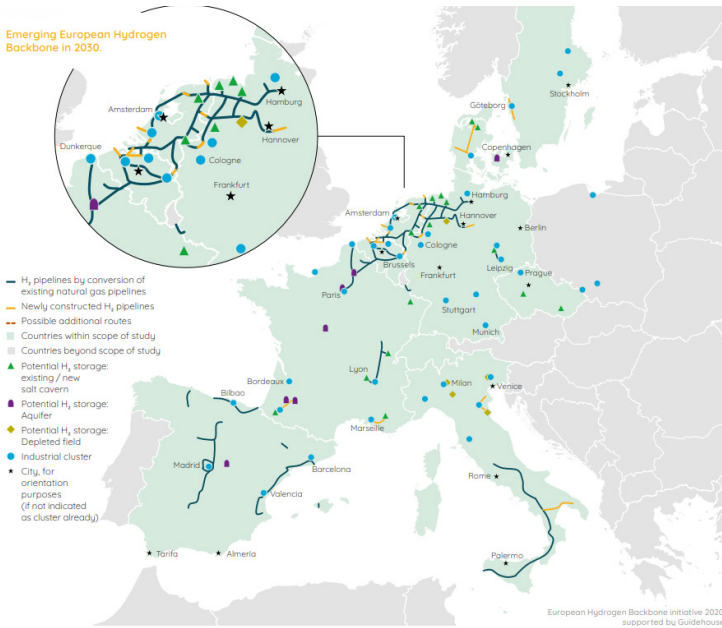 Emerging European Hydrogen
Backbone in 2030.
Amsterdam
Hamburg
Hannover
Dunkerque
Cologne
Frankfurt
Stockholm
Göteborg
Copenhagen
Hamburg
Amsterdam
Hannover
Berlin
Cologne
Brussels
Leipzig
Prague
Frankfurt
Paris
Stuttgart
Munich
H₂ pipelines by conversion of
existing natural gas pipelines
Newly constructed H₂ pipelines
Possible additional routes
Countries within scope of study
Countries beyond scope of study
Potential H₂ storage:
existing / new
salt cavern
Potential H₂ storage:
Aquifer
Potential H₂ storage:
Depleted field
Industrial cluster
City, for
orientation
purposes
(if not indicated
as cluster already)
Lyon
Milan
Venice
Bordeaux
Bilbao
Marseille
Madrid
Barcelona
Rome
Valencia
Tarifa
Almeria
Palermo
European Hydrogen Backbone initiative 2020
supported by Guidehouse